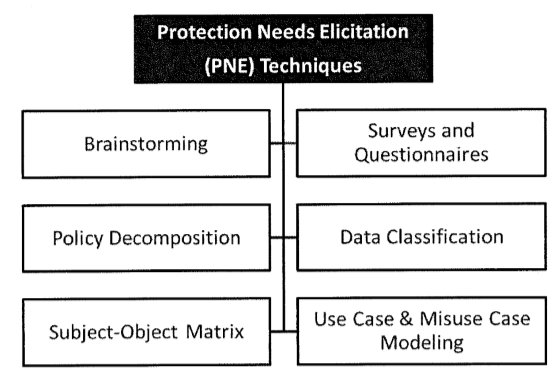 Protection Needs Elicitation
(PNE) Techniques
Brainstorming
Surveys and
Questionnaires
Policy Decomposition
Data Classification
Subject-Object Matrix
Use Case & Misuse Case
Modeling